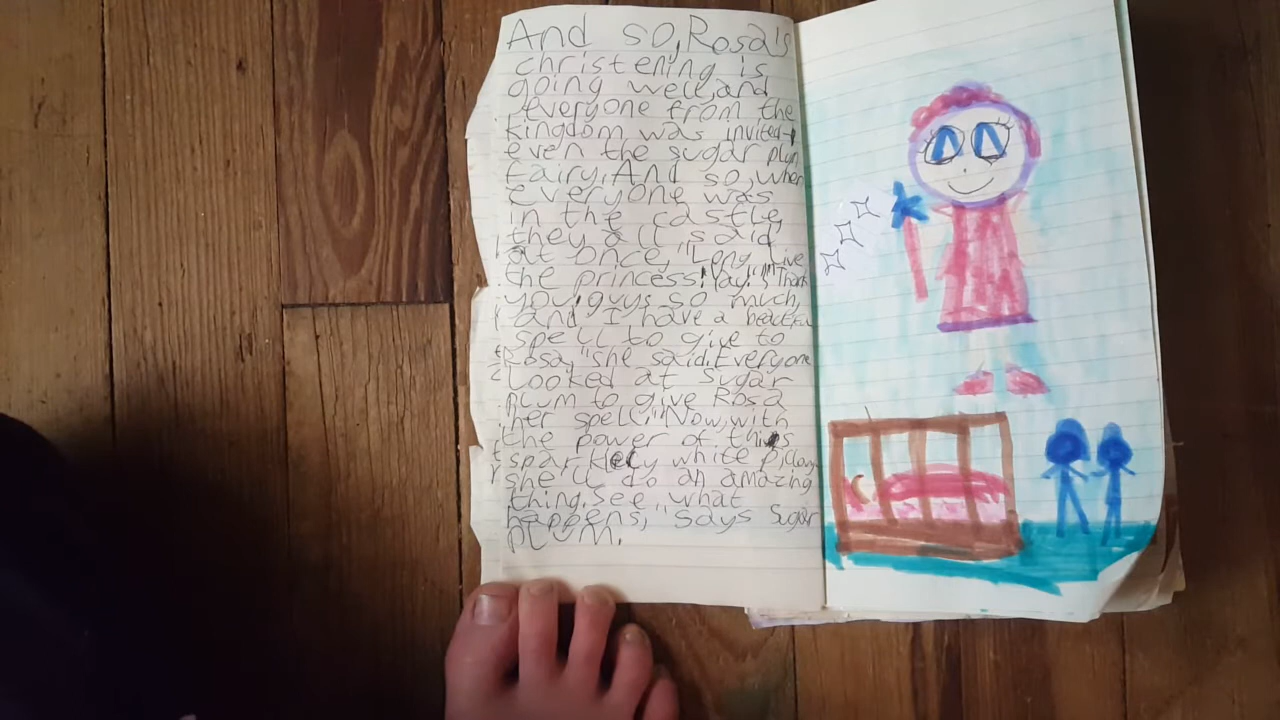 And so, Rosa's
christening is
going well, and
everyone from the
kingdom was invited
even the sugar plum
fairy. And so, when
everyone was
in the castle,
they all said
at once, "Long live
the princess! Yay!" "Thank
you guys so much,
and I have a beautiful
spell to give to
Rosa," she said. Everyone
looked at Sugar
plum to give Rosa
her spell. "Now, with
the power of this
sparkely white
she'll do an amazing
thing. See what
happens," says Sugar
plum.